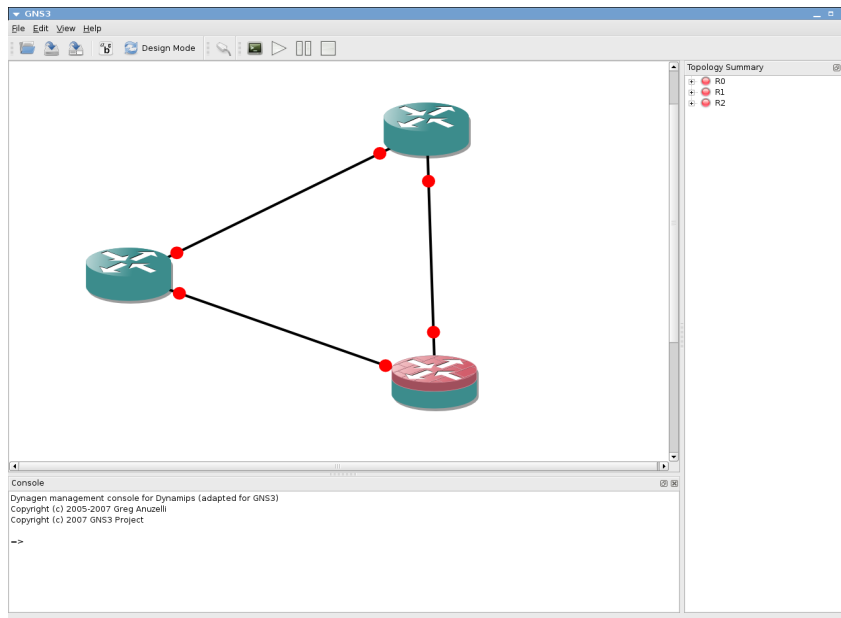 GNS3
File Edit View Help
a b c Design Mode
Topology Summary
R0
R1
R2
Console
Dynagen management console for Dynamips (adapted for GNS3)
Copyright (c) 2005-2007 Greg Anuzelli
Copyright (c) 2007 GNS3 Project
=>